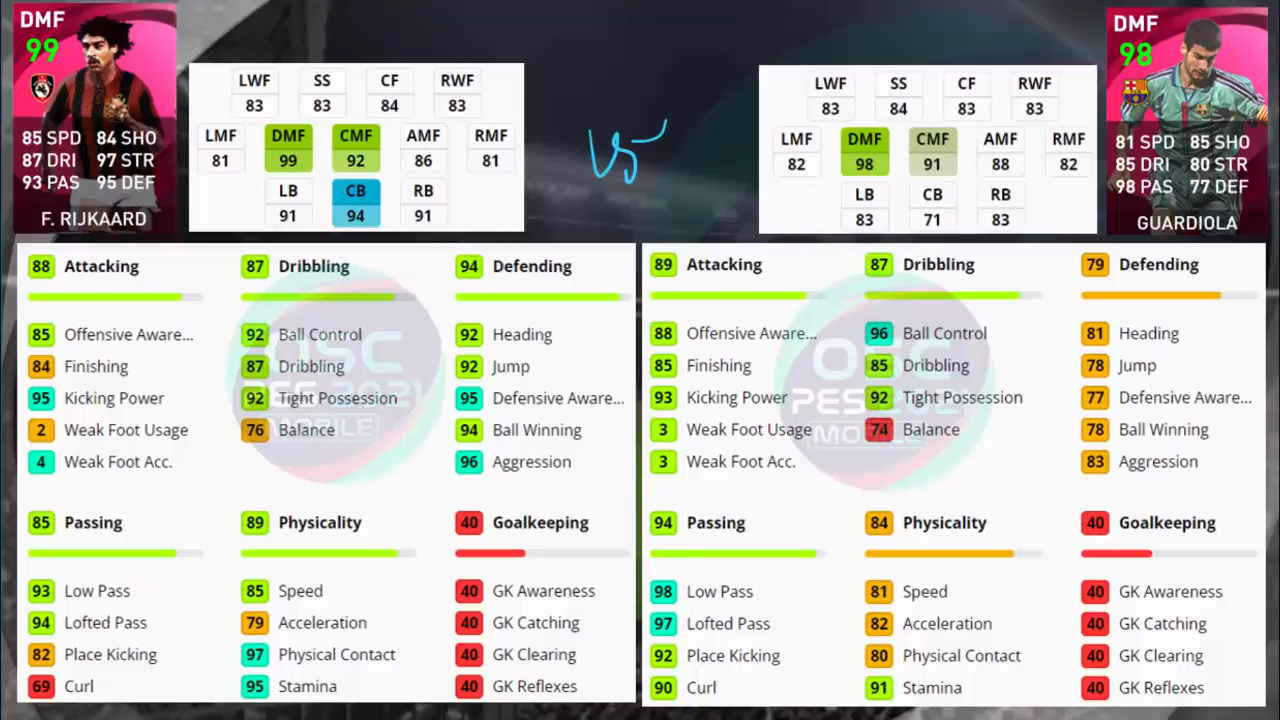 DMF
99
85 SPD 84 SHO
87 DRI 97 STR
93 PAS 95 DEF
F. RIJKAARD
LWF SS CF RWF
83 83 84 83
LMF DMF CMF AMF RMF
81 99 92 86 81
LB CB RB
91 94 91
VS
LWF SS CF RWF
83 84 83 83
LMF DMF CMF AMF RMF
82 98 91 88 82
LB CB RB
83 71 83
DMF
98
81 SPD 85 SHO
85 DRI 80 STR
98 PAS 77 DEF
GUARDIOLA
88 Attacking 87 Dribbling 94 Defending
85 Offensive Aware... 92 Ball Control 92 Heading
84 Finishing 87 Dribbling 92 Jump
95 Kicking Power 92 Tight Possession 95 Defensive Aware...
2 Weak Foot Usage 76 Balance 94 Ball Winning
4 Weak Foot Acc. 96 Aggression
85 Passing 89 Physicality 40 Goalkeeping
93 Low Pass 85 Speed 40 GK Awareness
94 Lofted Pass 79 Acceleration 40 GK Catching
82 Place Kicking 97 Physical Contact 40 GK Clearing
69 Curl 95 Stamina 40 GK Reflexes
OSC
PES 2021
MOBILE
89 Attacking 87 Dribbling 79 Defending
88 Offensive Aware... 96 Ball Control 81 Heading
85 Finishing 85 Dribbling 78 Jump
93 Kicking Power 92 Tight Possession 77 Defensive Aware...
3 Weak Foot Usage 74 Balance 78 Ball Winning
3 Weak Foot Acc. 83 Aggression
94 Passing 84 Physicality 40 Goalkeeping
98 Low Pass 81 Speed 40 GK Awareness
97 Lofted Pass 82 Acceleration 40 GK Catching
92 Place Kicking 80 Physical Contact 40 GK Clearing
90 Curl 91 Stamina 40 GK Reflexes
OSC
PES 2021
MOBILE